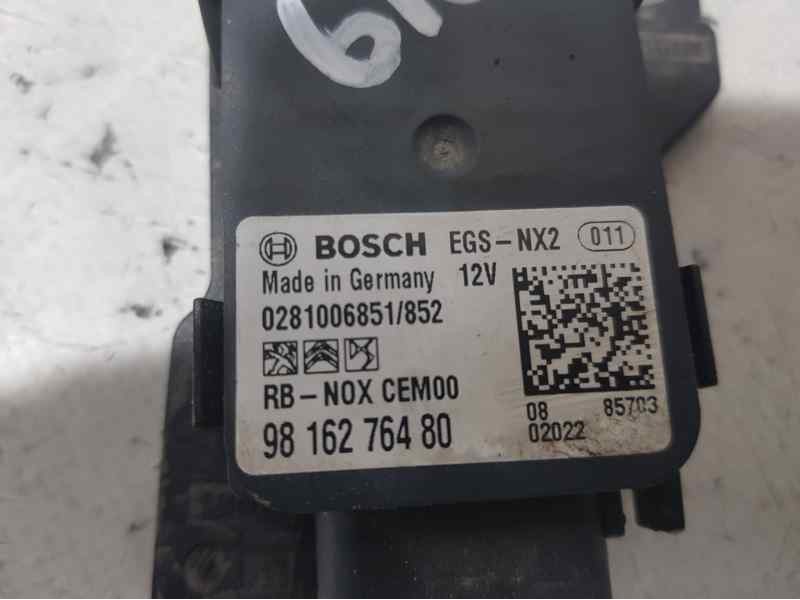 BOSCH EGS-NX2 011
Made in Germany 12V
0281006851/852
RB-NOX CEM00
98 162 764 80
08 85703
02022